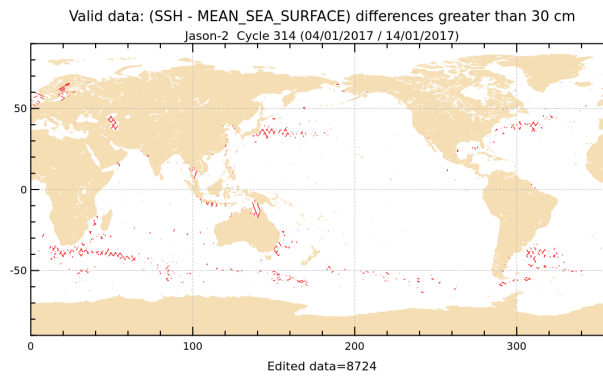 Valid data: (SSH - MEAN_SEA_SURFACE) differences greater than 30 cm
Jason-2 Cycle 314 (04/01/2017 / 14/01/2017)
50
0
-50
0 100 200 300
Edited data=8724